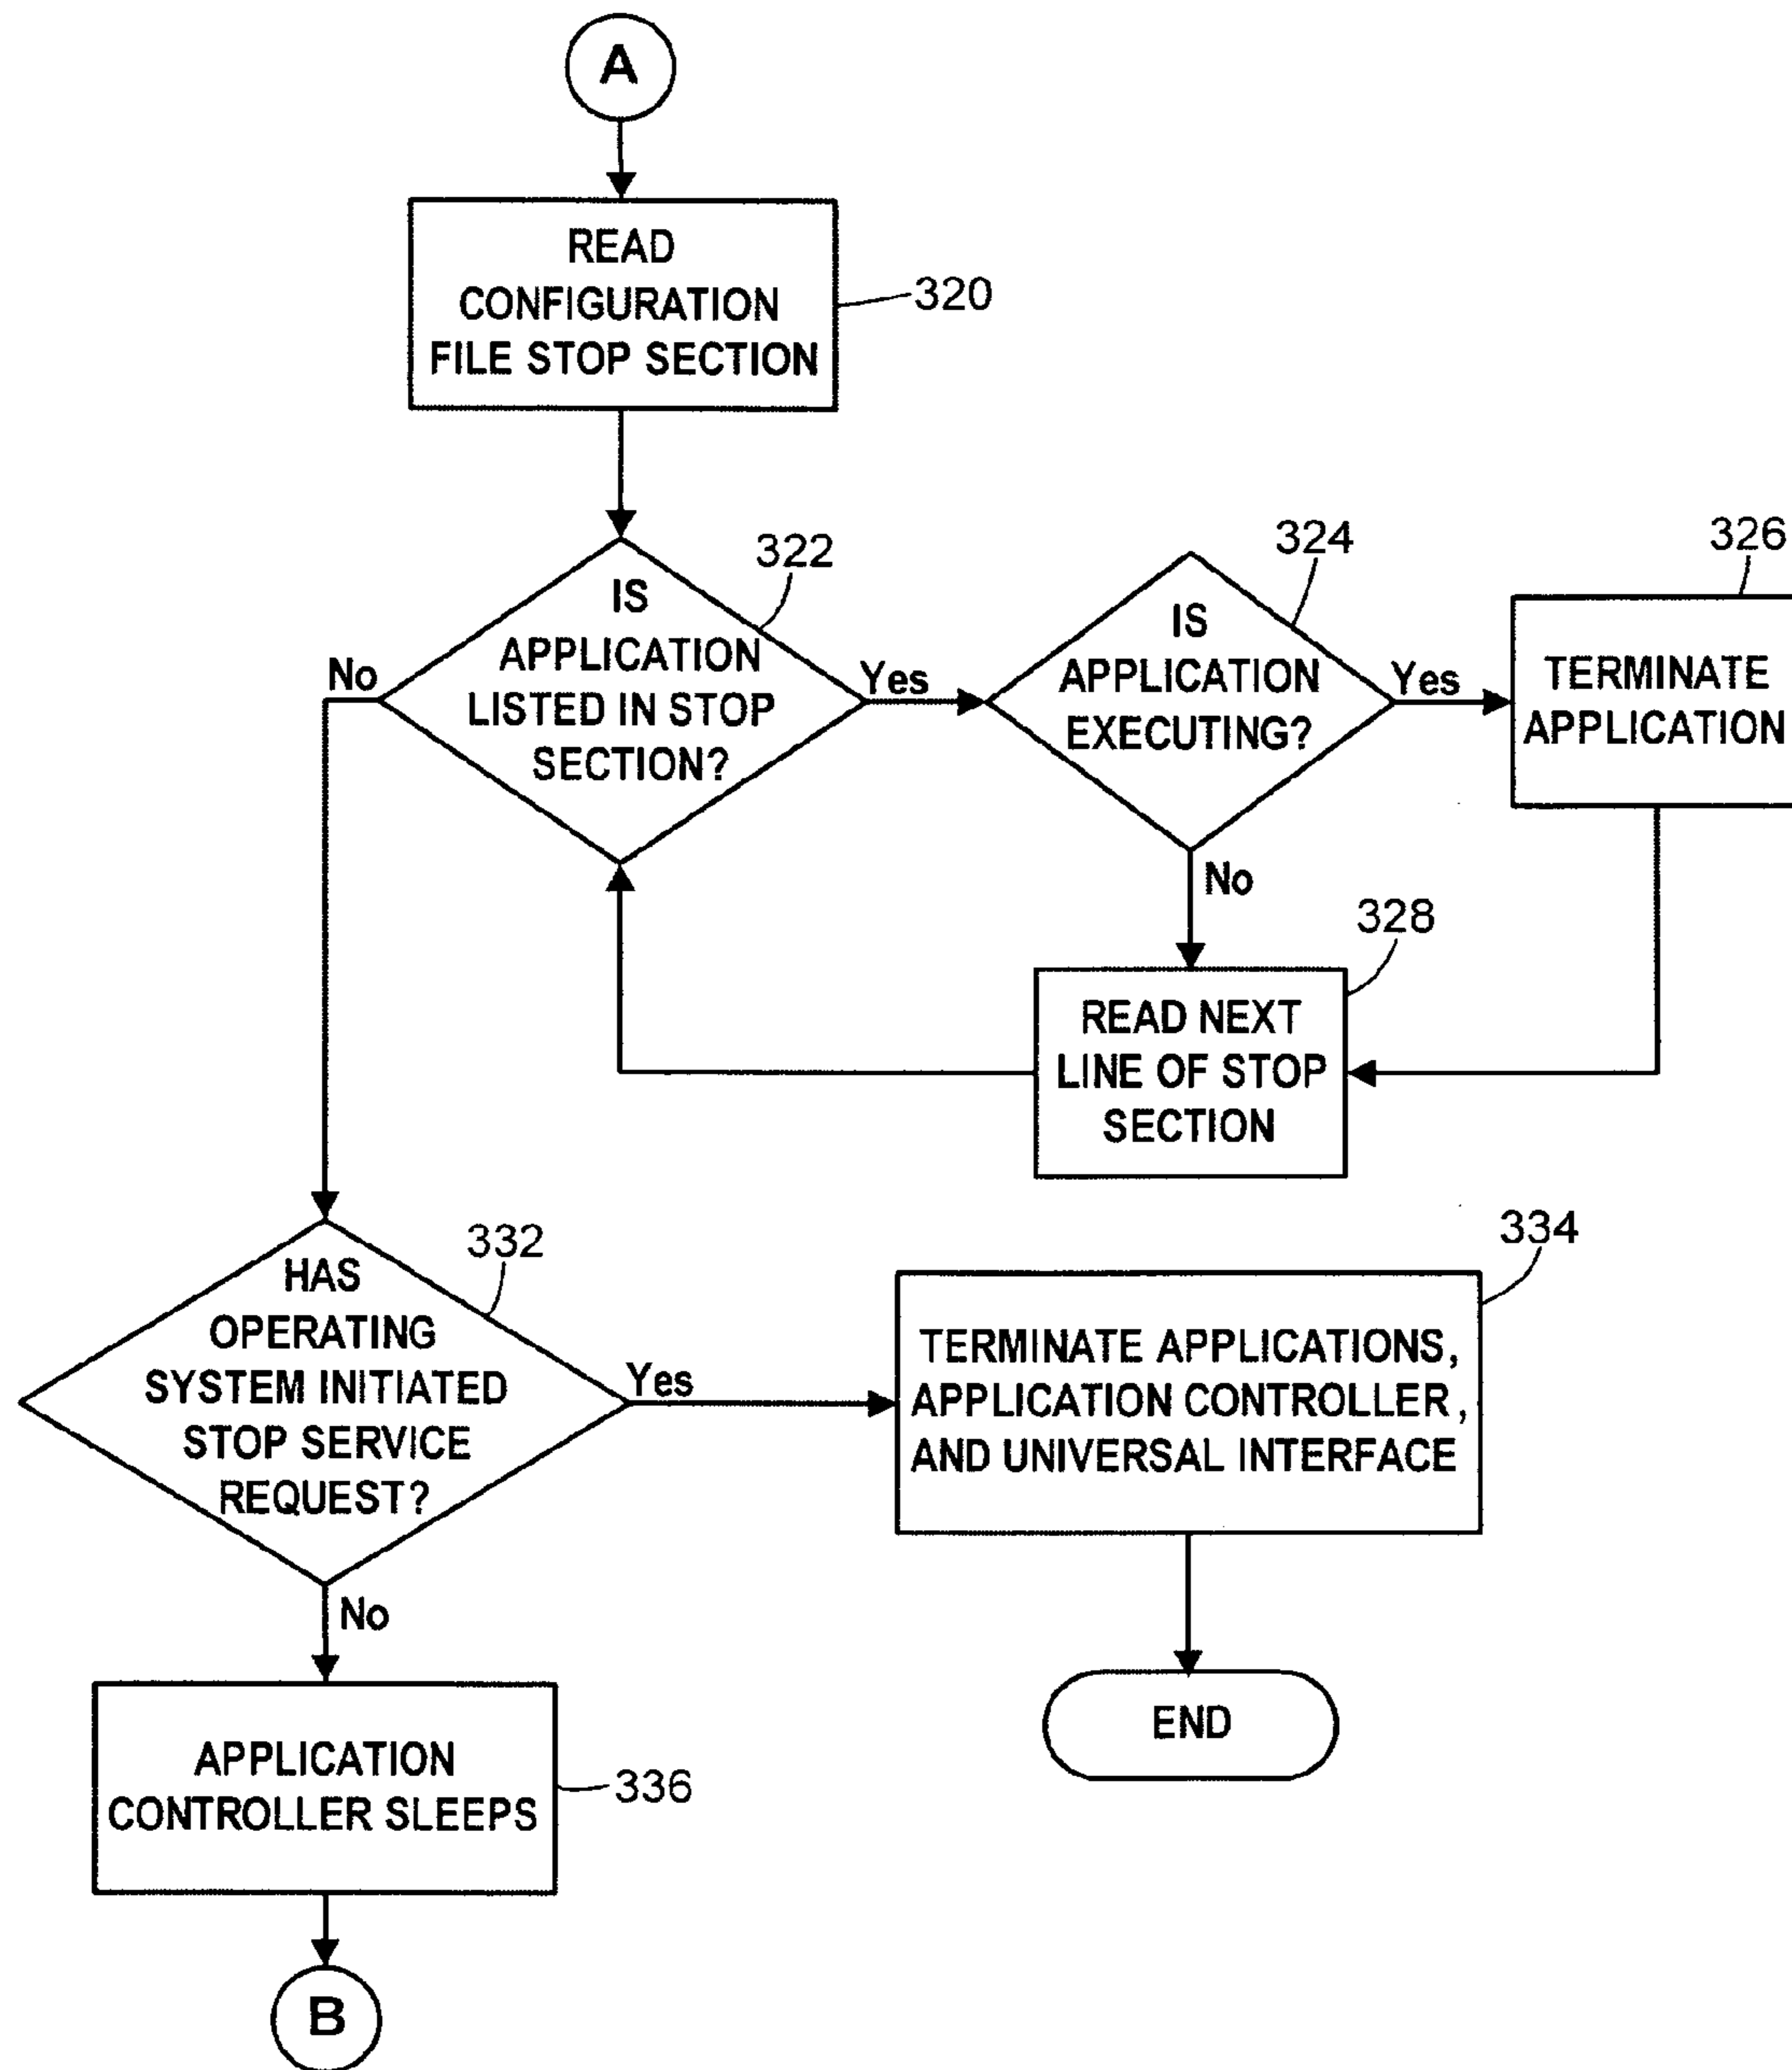 A
READ
CONFIGURATION
FILE STOP SECTION
320
IS
APPLICATION
LISTED IN STOP
SECTION?
322
No
Yes
IS
APPLICATION
EXECUTING?
324
Yes
No
TERMINATE
APPLICATION
326
READ NEXT
LINE OF STOP
SECTION
328
HAS
OPERATING
SYSTEM INITIATED
STOP SERVICE
REQUEST?
332
Yes
No
TERMINATE APPLICATIONS,
APPLICATION CONTROLLER,
AND UNIVERSAL INTERFACE
334
END
APPLICATION
CONTROLLER SLEEPS
336
B